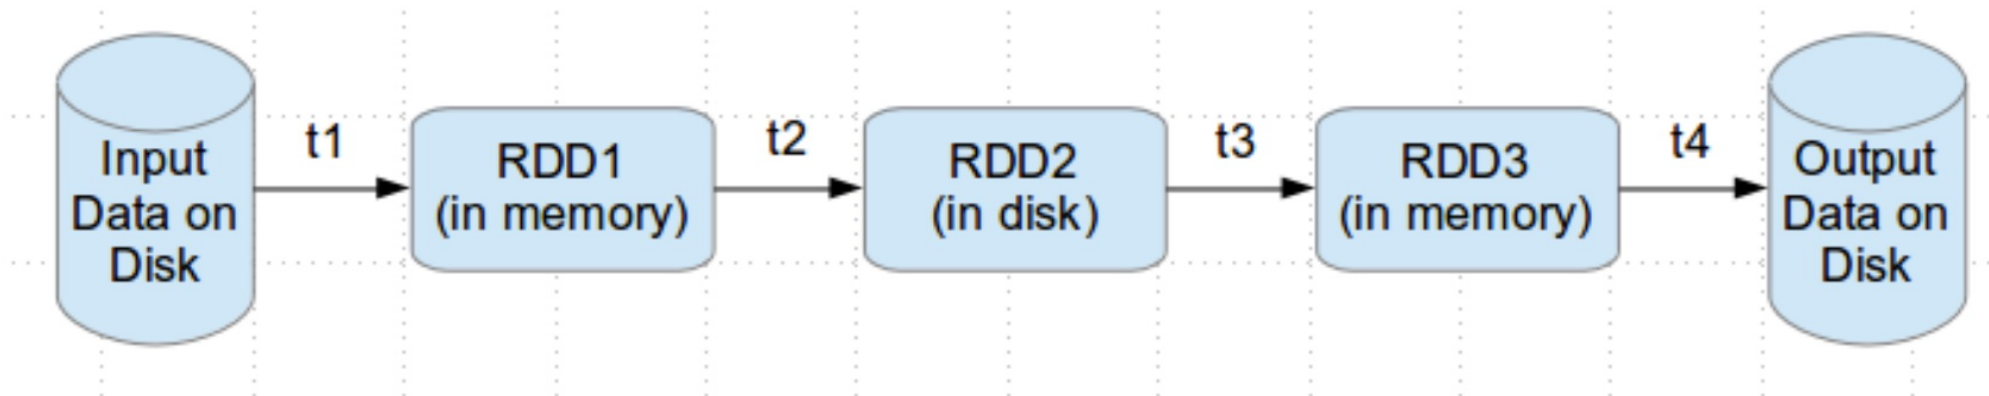 Input
Data on
Disk
t1
RDD1
(in memory)
t2
RDD2
(in disk)
t3
RDD3
(in memory)
t4
Output
Data on
Disk